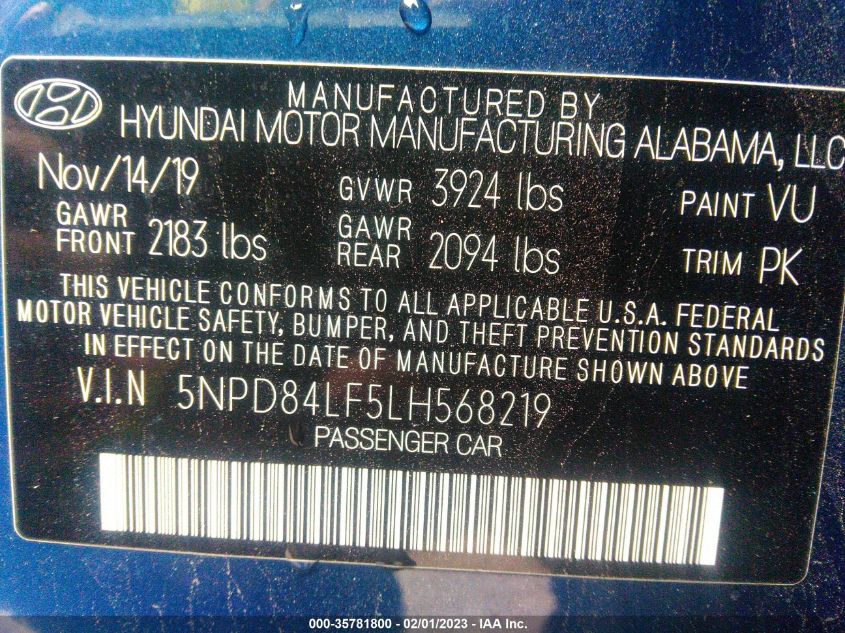 MANUFACTURED BY
HYUNDAI MOTOR MANUFACTURING ALABAMA, LLC
Nov/14/19 GVWR 3924 lbs PAINT VU
GAWR FRONT 2183 lbs GAWR REAR 2094 lbs TRIM PK
THIS VEHICLE CONFORMS TO ALL APPLICABLE U.S.A. FEDERAL
MOTOR VEHICLE SAFETY, BUMPER, AND THEFT PREVENTION STANDARDS
IN EFFECT ON THE DATE OF MANUFACTURE SHOWN ABOVE
V.I.N 5NPD84LF5LH568219
PASSENGER CAR
000-35781800 - 02/01/2023 - IAA Inc.